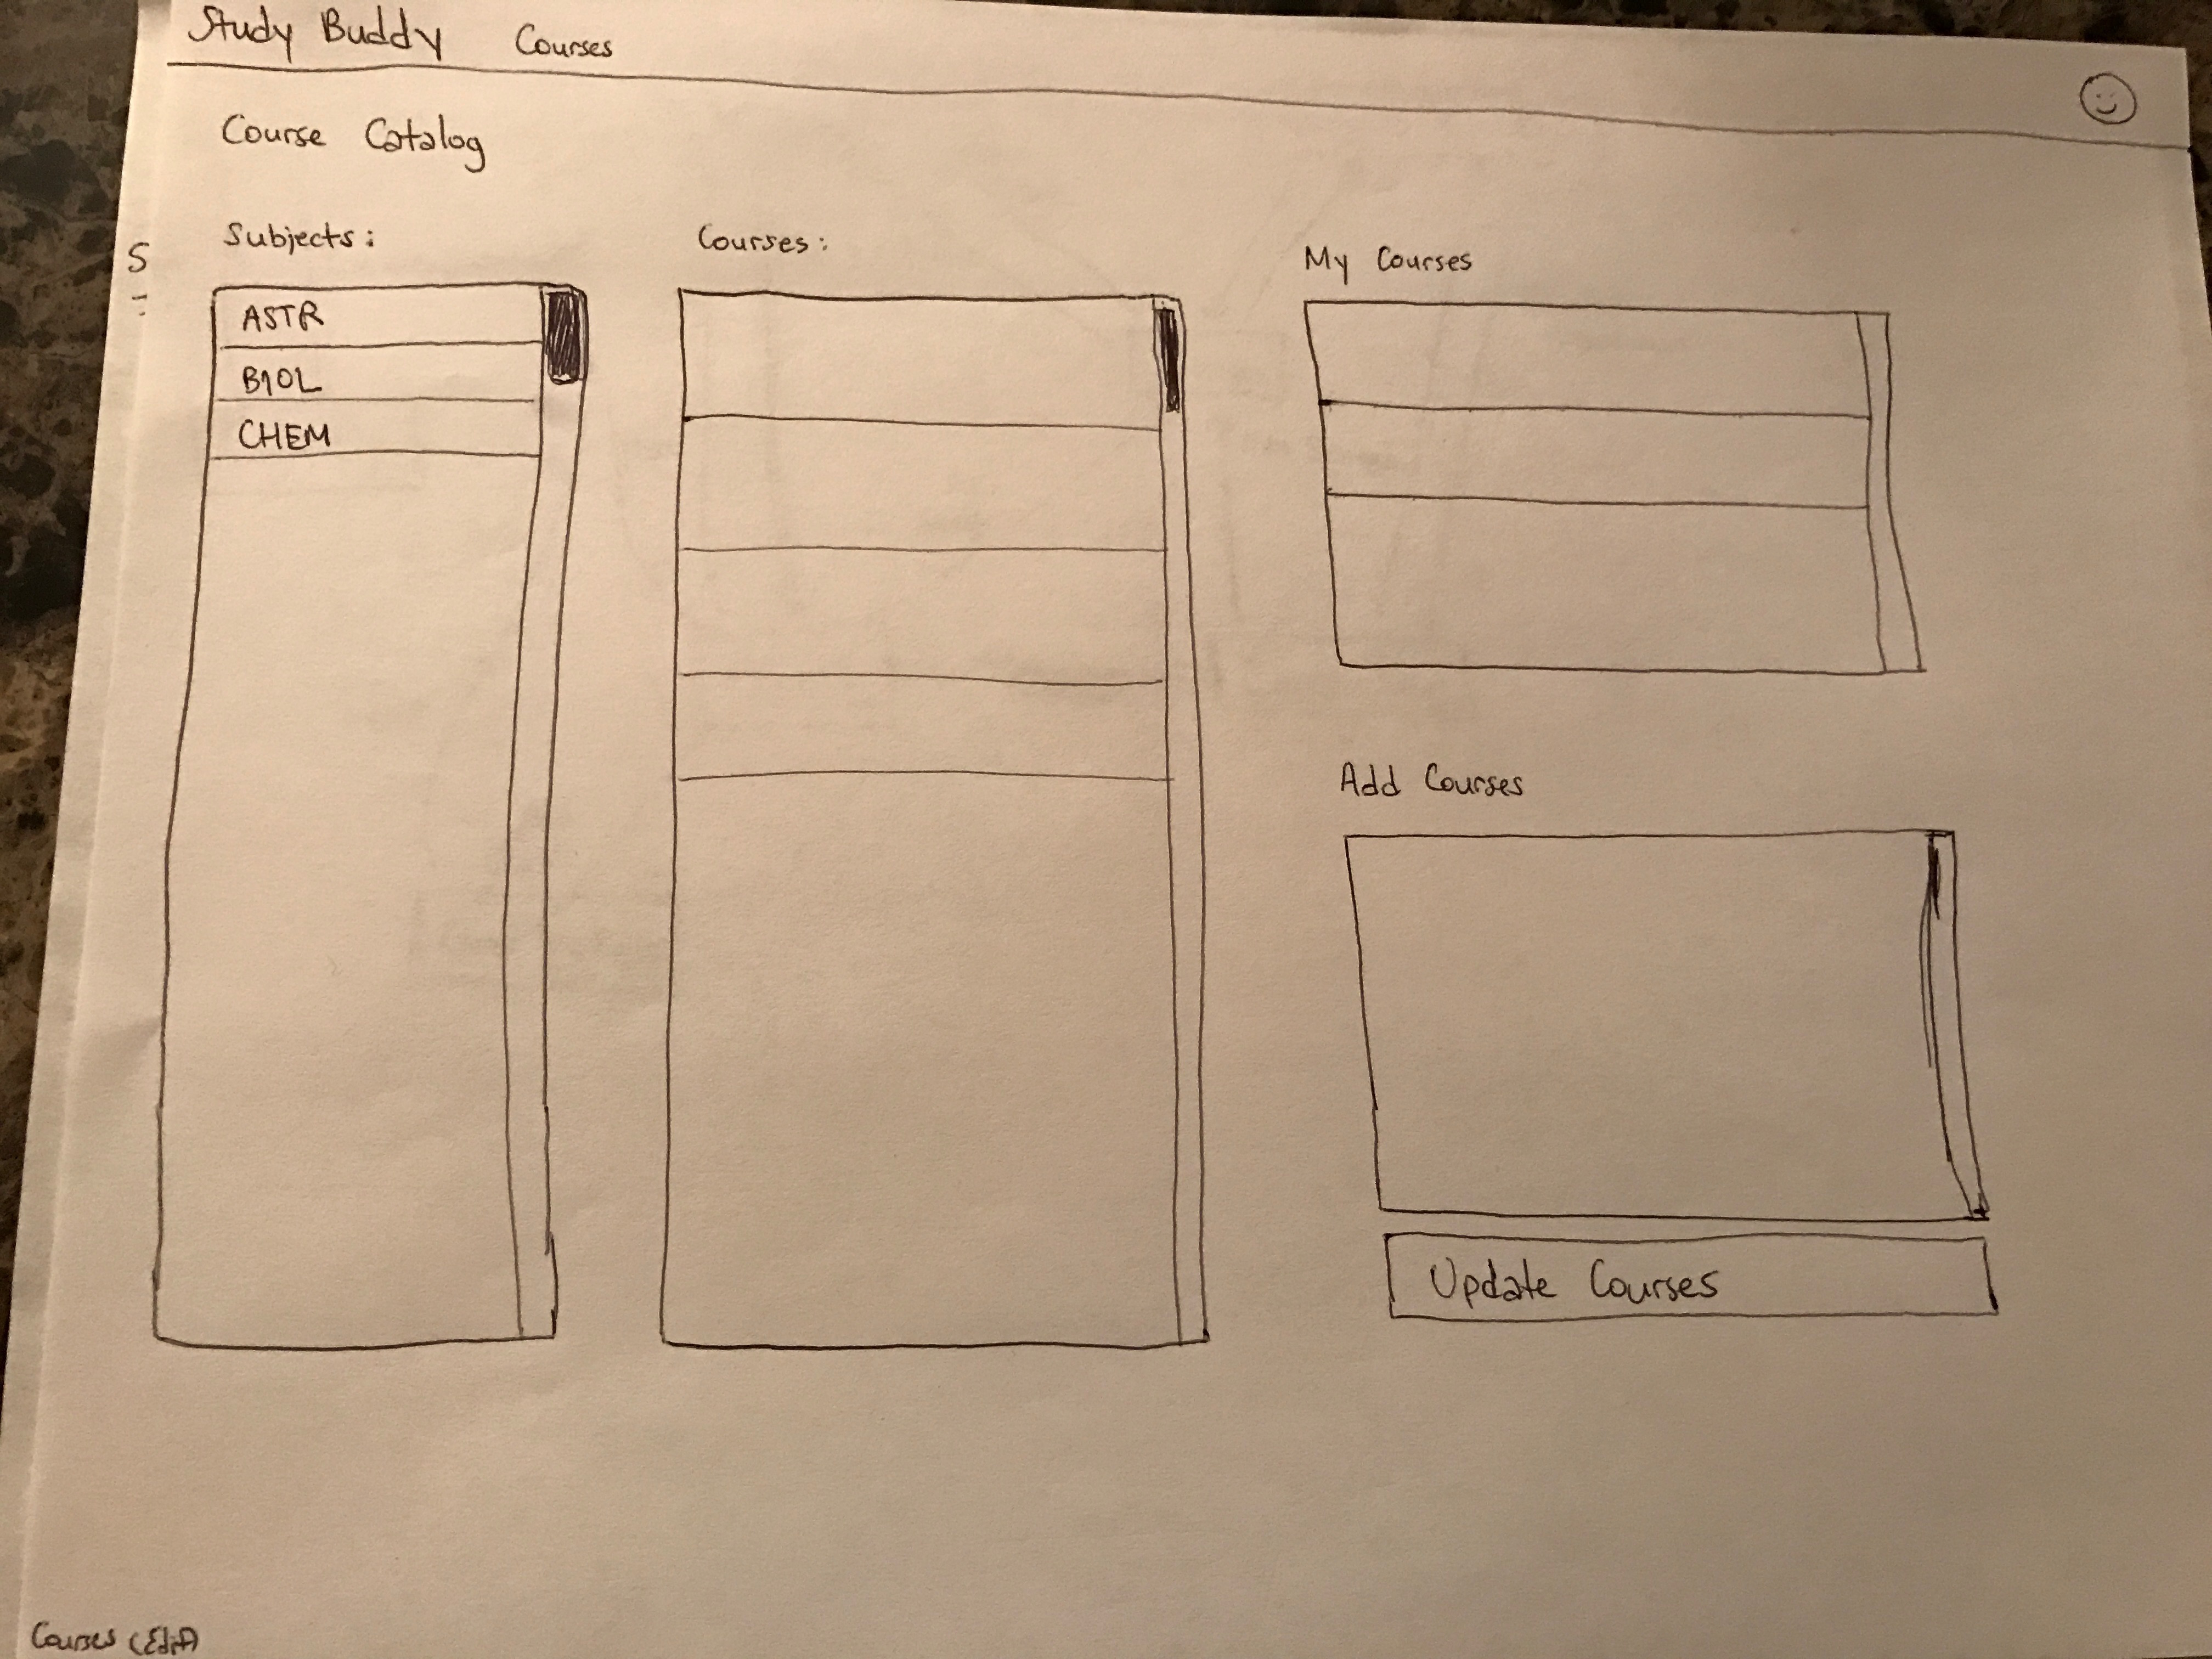 Study Buddy Courses
Course Catalog
Subjects:
Courses:
My Courses
S
ASTR
BIOL
CHEM
Add Courses
Update Courses
Courses (Edit)